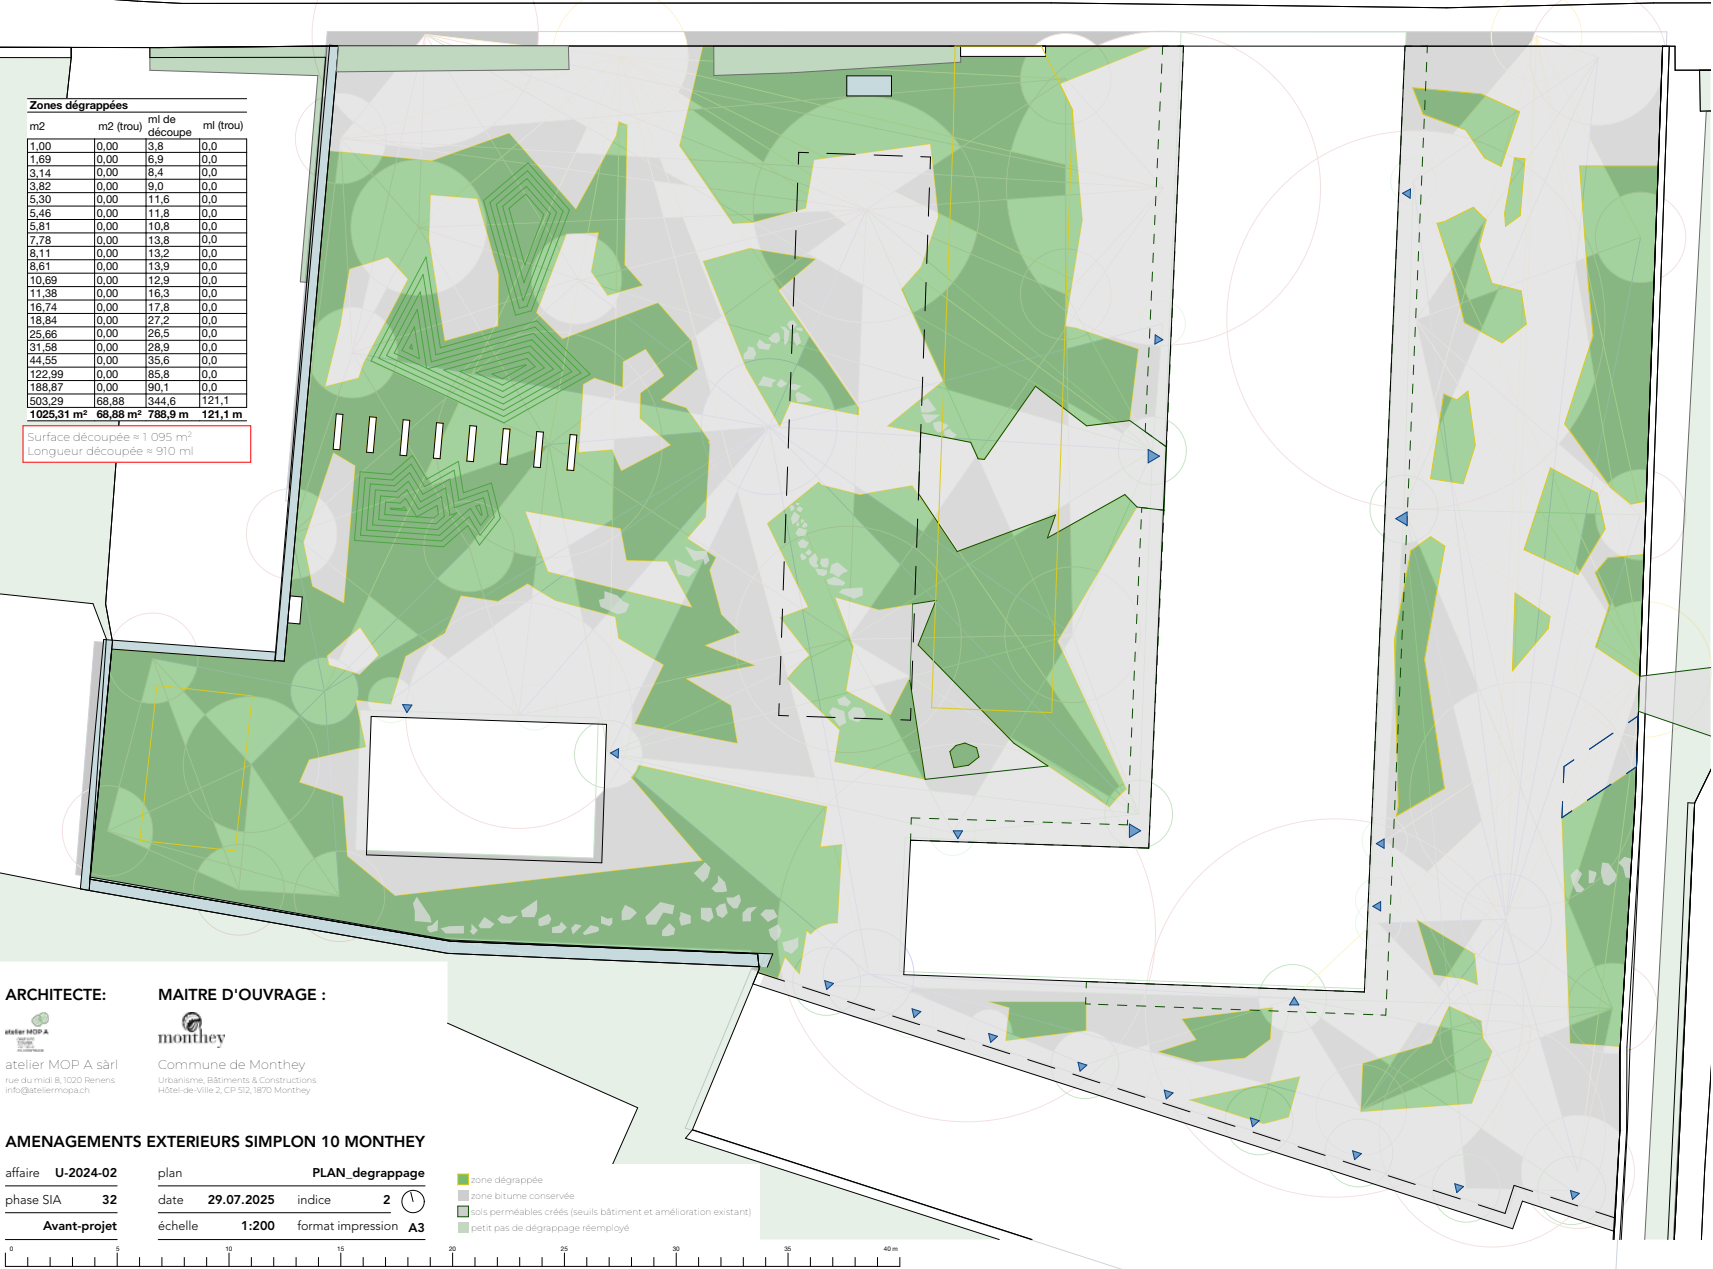 Zones dégrappées
m2 m2 (trou) ml de découpe ml (trou)
1,00 0,00 3,8 0,0
1,69 0,00 6,9 0,0
3,14 0,00 8,4 0,0
3,82 0,00 9,0 0,0
5,30 0,00 11,6 0,0
5,46 0,00 11,8 0,0
5,81 0,00 10,8 0,0
7,78 0,00 13,8 0,0
8,11 0,00 13,2 0,0
8,61 0,00 13,9 0,0
10,69 0,00 12,9 0,0
11,38 0,00 16,3 0,0
16,74 0,00 17,8 0,0
18,84 0,00 27,2 0,0
25,66 0,00 26,5 0,0
31,58 0,00 28,9 0,0
44,55 0,00 35,6 0,0
122,99 0,00 85,8 0,0
188,87 0,00 90,1 0,0
503,29 68,88 344,6 121,1
1025,31 m² 68,88 m² 788,9 m 121,1 m
Surface découpée ≈ 1 095 m²
Longueur découpée ≈ 910 ml
ARCHITECTE: MAITRE D'OUVRAGE :
atelier MOP A
monthey
atelier MOP A sàrl Commune de Monthey
rue du midi 8, 1020 Renens Urbanisme, Bâtiments & Constructions
info@ateliermopa.ch Hôtel-de-Ville 2, CP 512, 1870 Monthey
AMENAGEMENTS EXTERIEURS SIMPLON 10 MONTHEY
affaire U-2024-02 plan PLAN_degrappage
phase SIA 32 date 29.07.2025 indice 2
Avant-projet échelle 1:200 format impression A3
zone dégrappée
zone bitume conservée
sols perméables créés (seuils bâtiment et amélioration existant)
petit pas de dégrappage réemployé
0 5 10 15 20 25 30 35 40 m